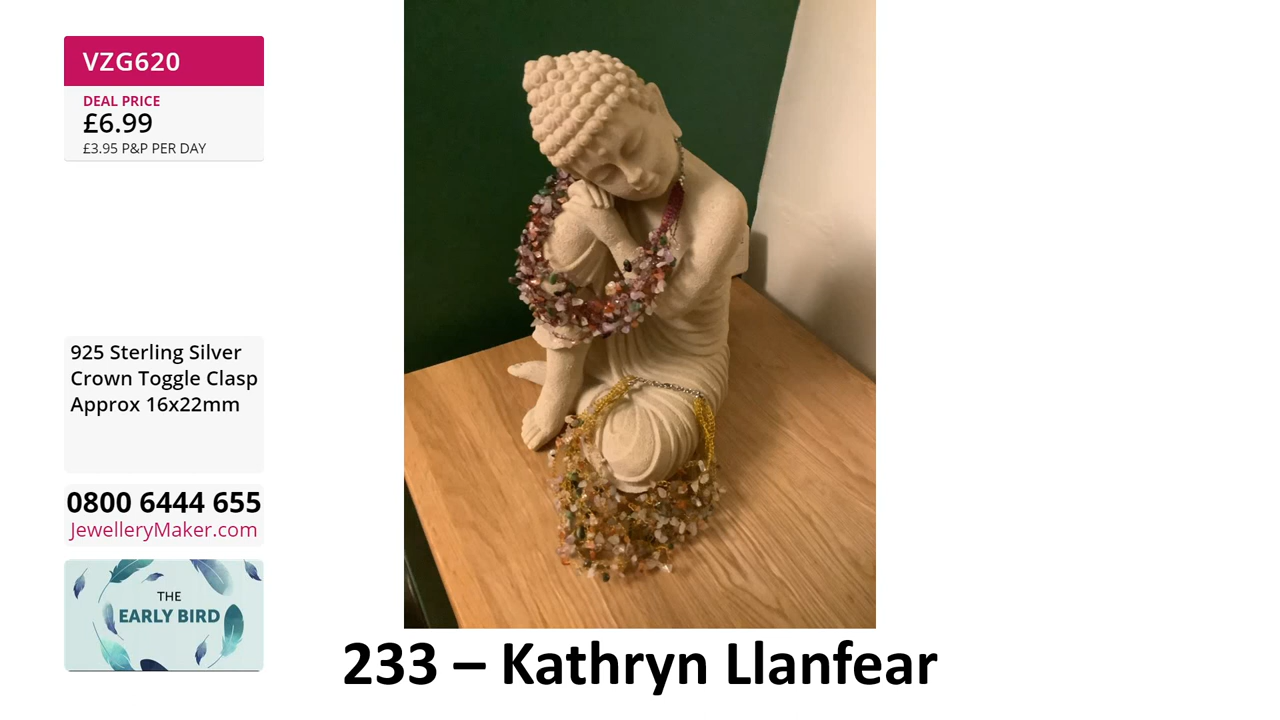 VZG620
DEAL PRICE
£6.99
£3.95 P&P PER DAY
925 Sterling Silver
Crown Toggle Clasp
Approx 16x22mm
0800 6444 655
JewelleryMaker.com
THE
EARLY BIRD
233 – Kathryn Llanfear